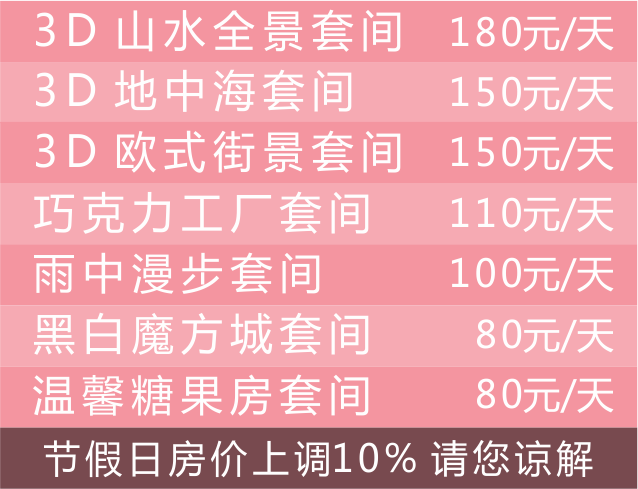 3D 山水全景套间 180元/天
3D 地中海套间 150元/天
3D 欧式街景套间 150元/天
巧克力工厂套间 110元/天
雨中漫步套间 100元/天
黑白魔方城套间 80元/天
温馨糖果房套间 80元/天
节假日房价上调10% 请您谅解